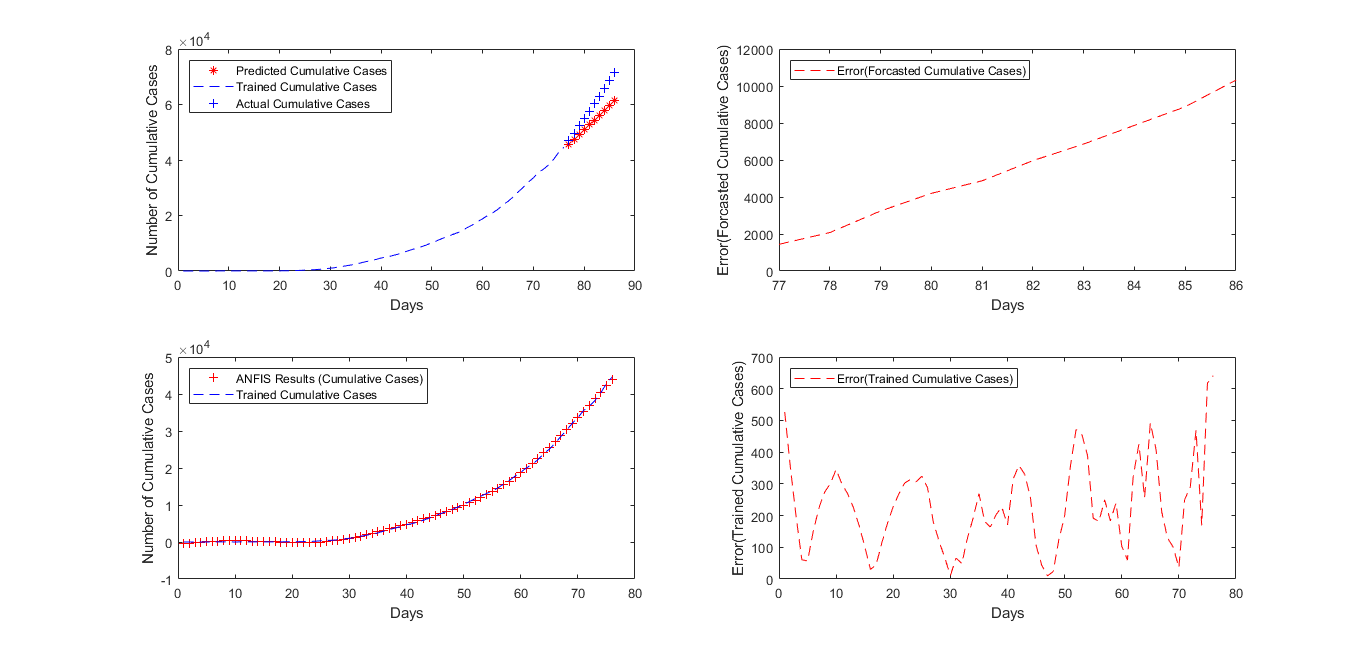 ×10⁴
8
6
4
2
0
Number of Cumulative Cases
Predicted Cumulative Cases
Trained Cumulative Cases
Actual Cumulative Cases
0 10 20 30 40 50 60 70 80 90
Days
12000
10000
8000
6000
4000
2000
0
Error(Forcasted Cumulative Cases)
Error(Forcasted Cumulative Cases)
77 78 79 80 81 82 83 84 85 86
Days
×10⁴
5
4
3
2
1
0
-1
Number of Cumulative Cases
ANFIS Results (Cumulative Cases)
Trained Cumulative Cases
0 10 20 30 40 50 60 70 80
Days
700
600
500
400
300
200
100
0
Error(Trained Cumulative Cases)
Error(Trained Cumulative Cases)
0 10 20 30 40 50 60 70 80
Days